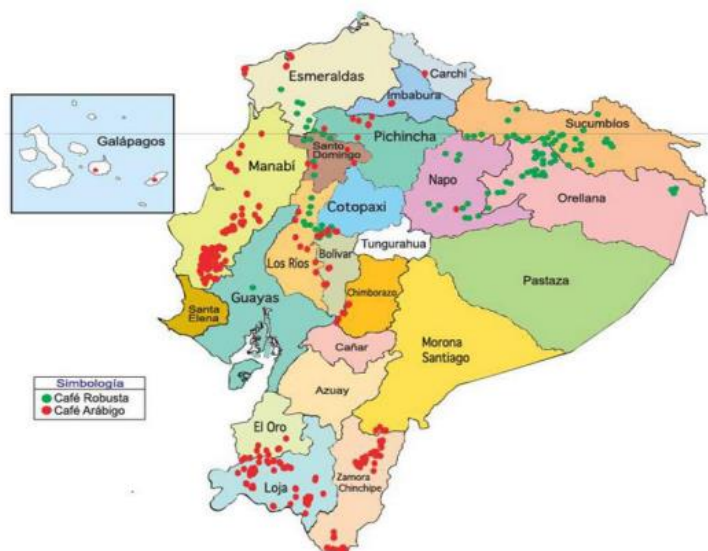 Esmeraldas
Carchi
Imbabura
Galápagos
Pichincha
Sucumbíos
Santo
Domingo
Manabí
Napo
Orellana
Cotopaxi
Tungurahua
Los Ríos
Bolívar
Pastaza
Guayas
Chimborazo
Santa
Elena
Morona
Santiago
Cañar
Simbología
Café Robusta
Café Arábigo
Azuay
El Oro
Zamora
Chinchipe
Loja